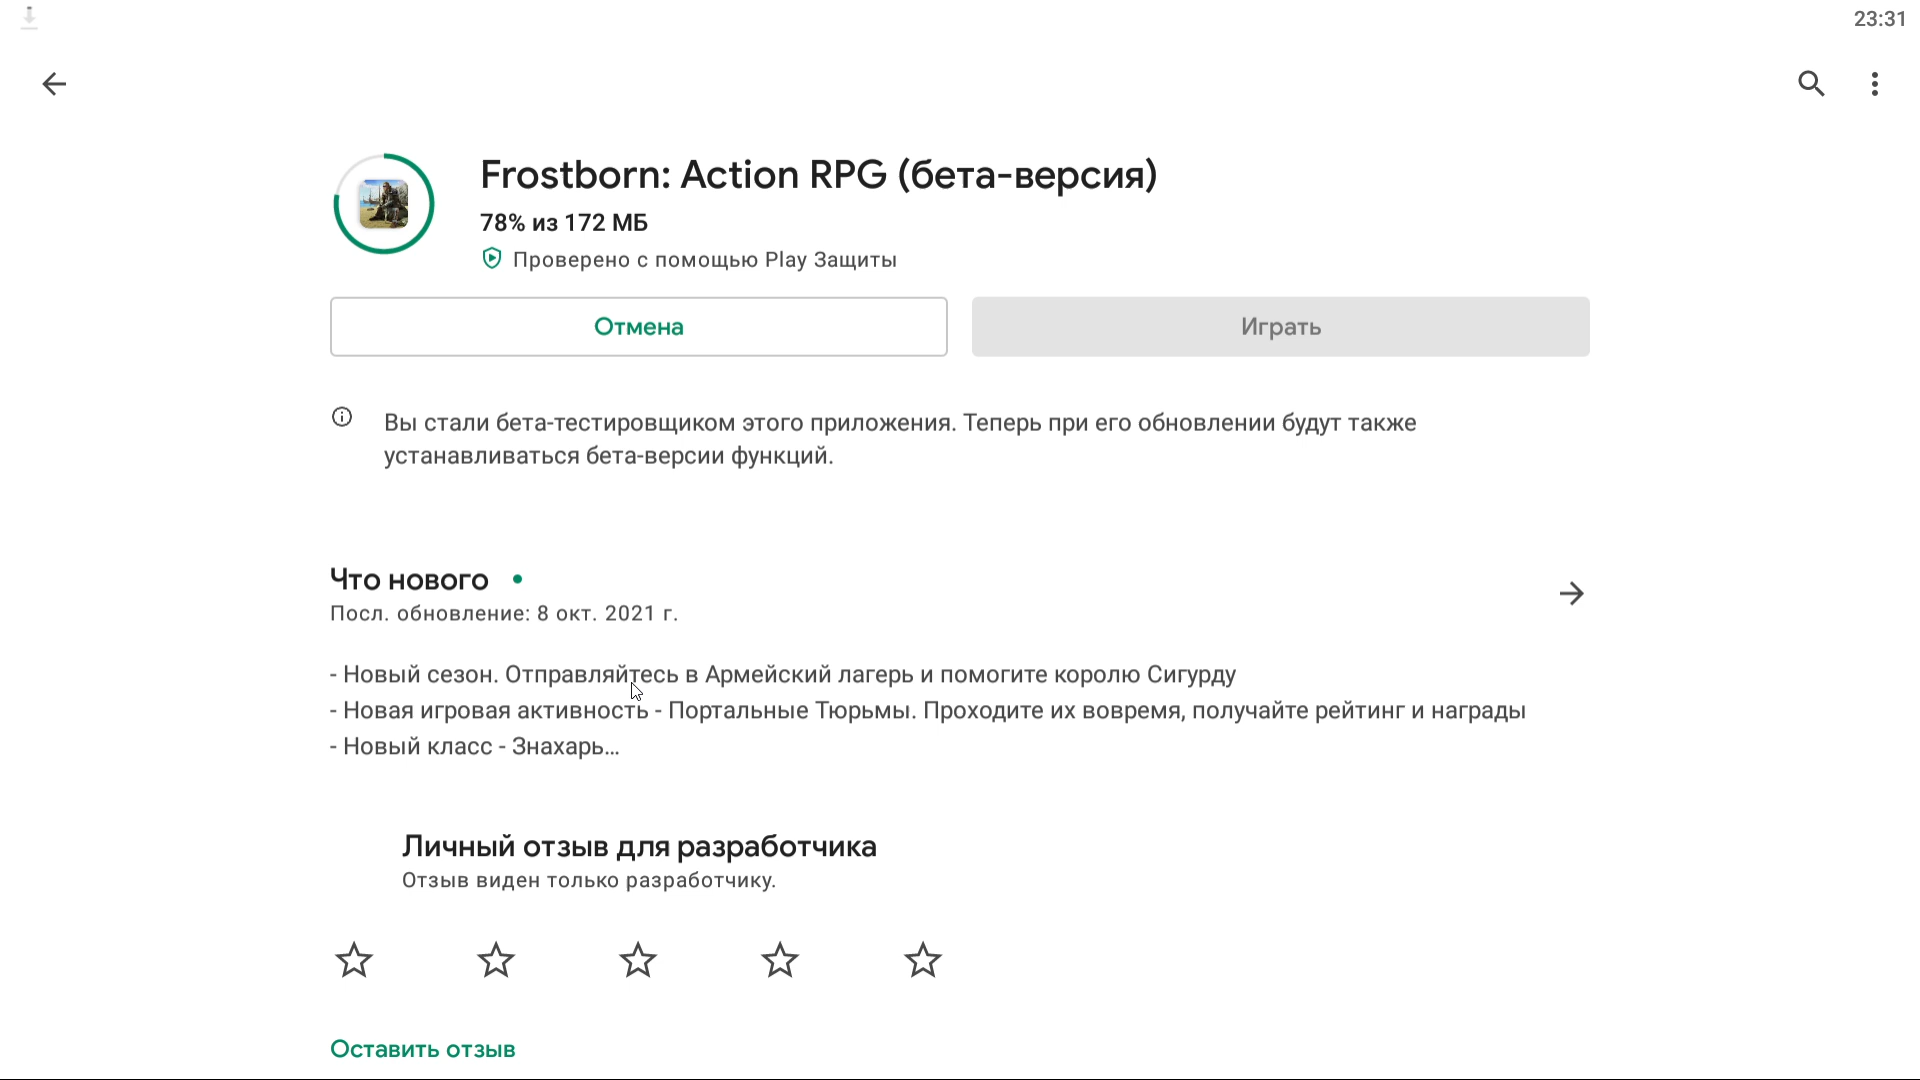 23:31
Frostborn: Action RPG (бета-версия)
78% из 172 МБ
Проверено с помощью Play Защиты
Отмена
Играть
Вы стали бета-тестировщиком этого приложения. Теперь при его обновлении будут также
устанавливаться бета-версии функций.
Что нового
Посл. обновление: 8 окт. 2021 г.
- Новый сезон. Отправляйтесь в Армейский лагерь и помогите королю Сигурду
- Новая игровая активность - Портальные Тюрьмы. Проходите их вовремя, получайте рейтинг и награды
- Новый класс - Знахарь…
Личный отзыв для разработчика
Отзыв виден только разработчику.
Оставить отзыв